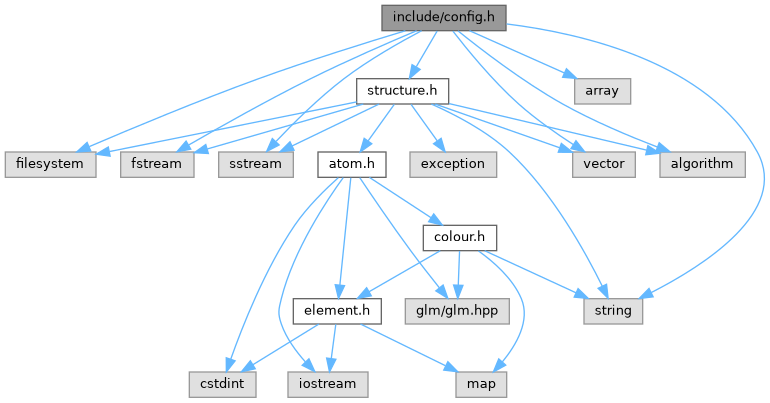 include/config.h
structure.h
array
filesystem
fstream
sstream
atom.h
exception
vector
algorithm
colour.h
element.h
glm/glm.hpp
string
cstdint
iostream
map